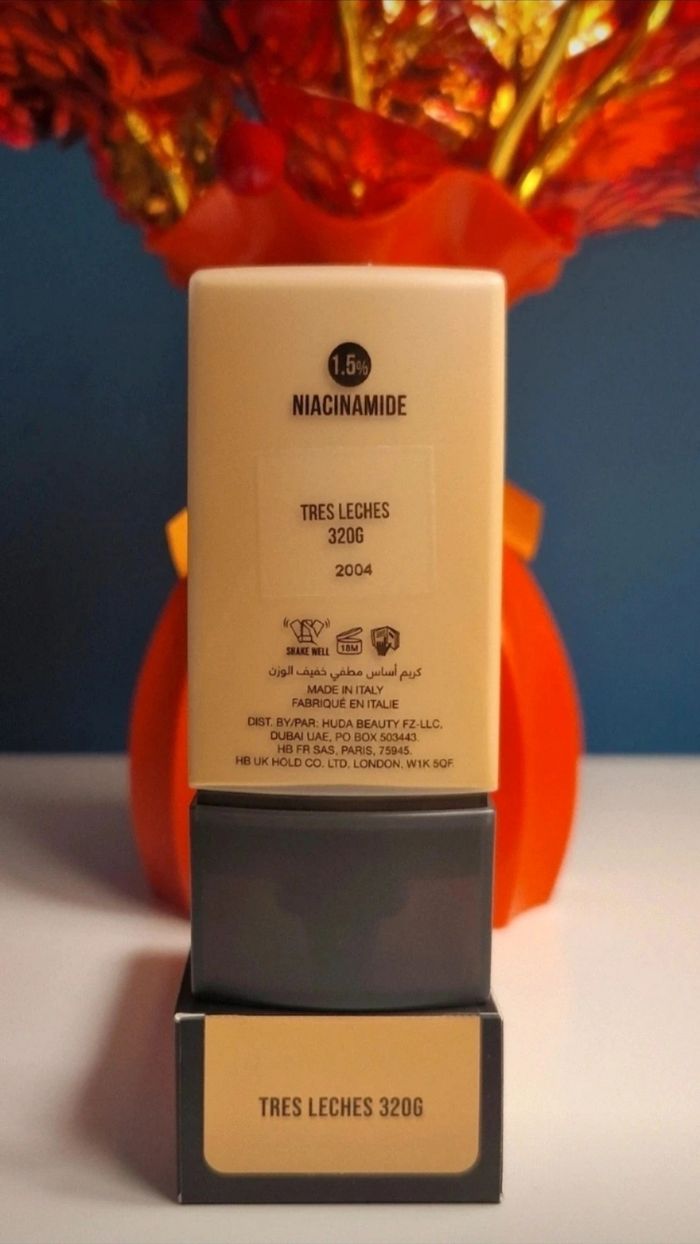 1.5%
NIACINAMIDE
TRES LECHES
320G
2004
SHAKE WELL
18M
كريم أساس مطفي خفيف الوزن
MADE IN ITALY
FABRIQUÉ EN ITALIE
DIST. BY/PAR: HUDA BEAUTY FZ-LLC,
DUBAI UAE, PO BOX 503443.
HB FR SAS, PARIS, 75945.
HB UK HOLD CO. LTD, LONDON, W1K 5QF.
TRES LECHES 320G